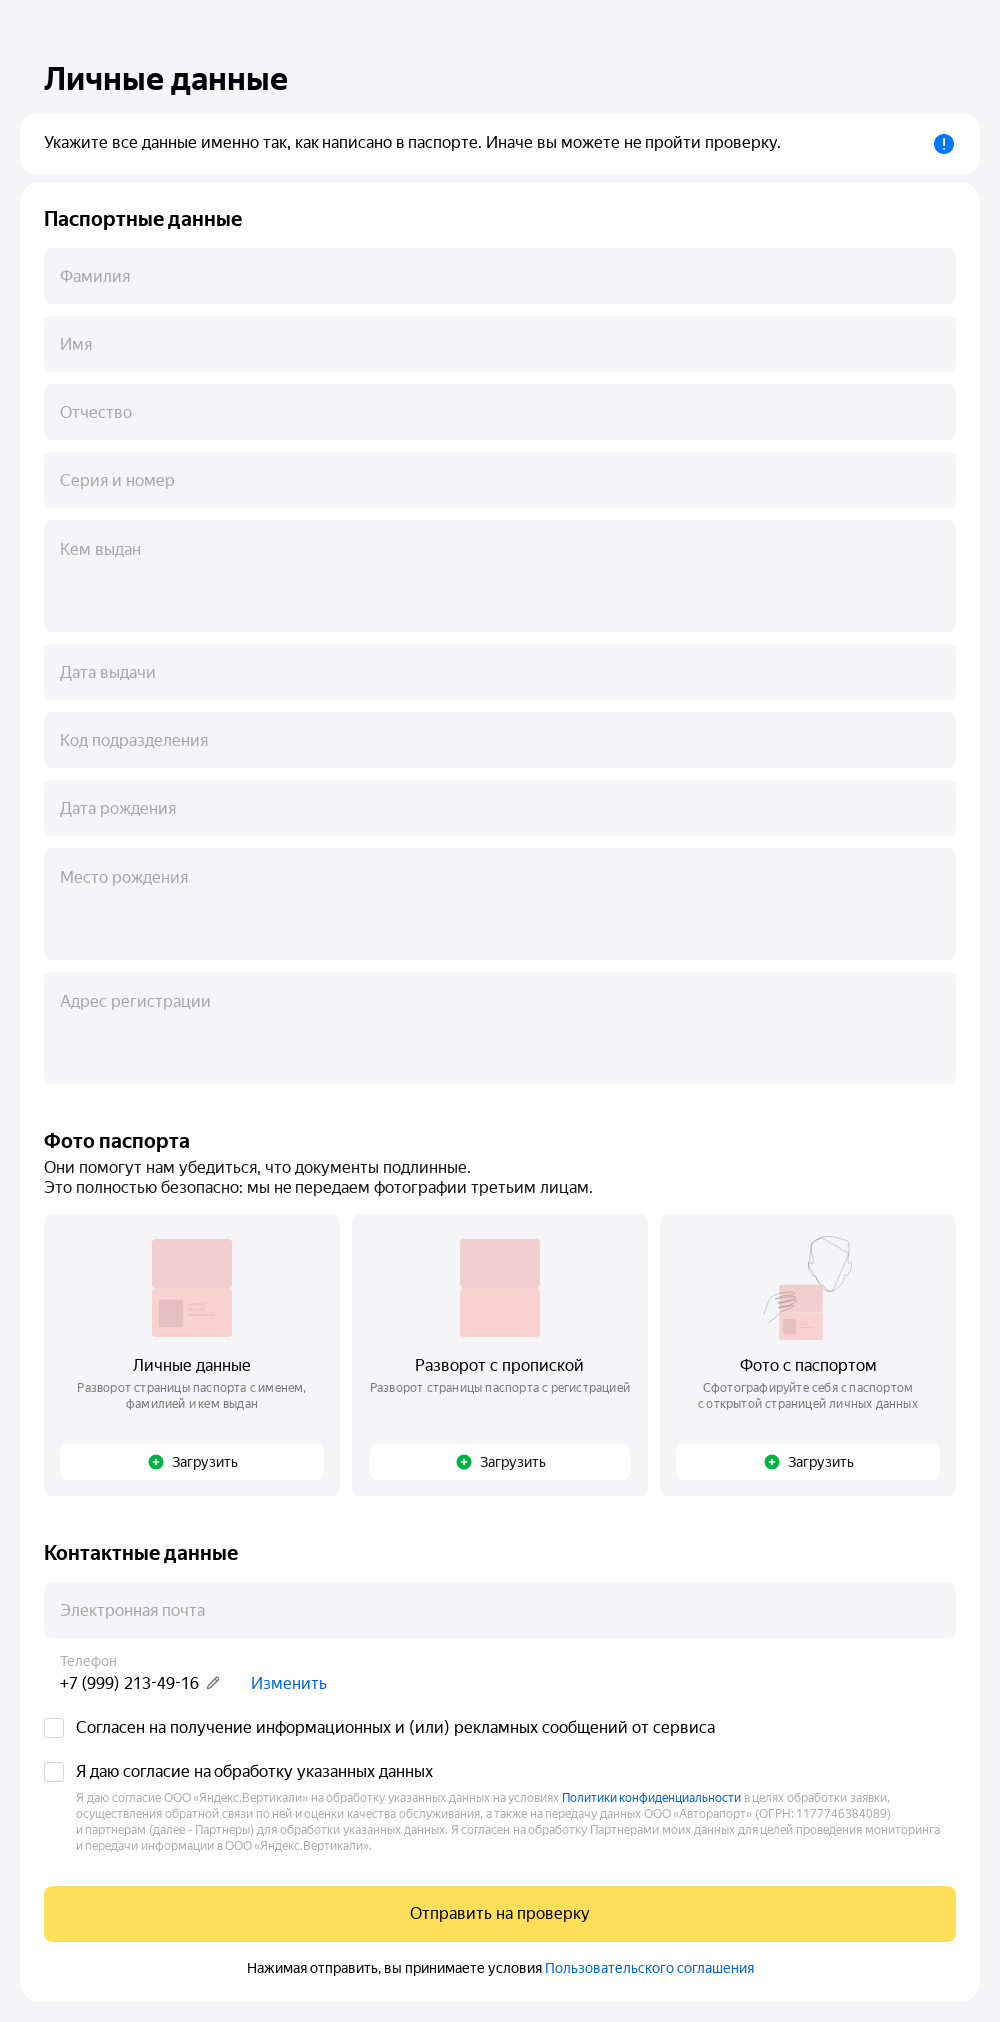 Личные данные
Укажите все данные именно так, как написано в паспорте. Иначе вы можете не пройти проверку.
Паспортные данные
Фамилия
Имя
Отчество
Серия и номер
Кем выдан
Дата выдачи
Код подразделения
Дата рождения
Место рождения
Адрес регистрации
Фото паспорта
Они помогут нам убедиться, что документы подлинные.
Это полностью безопасно: мы не передаем фотографии третьим лицам.
Личные данные
Разворот страницы паспорта с именем,
фамилией и кем выдан
Загрузить
Разворот с пропиской
Разворот страницы паспорта с регистрацией
Загрузить
Фото с паспортом
Сфотографируйте себя с паспортом
с открытой страницей личных данных
Загрузить
Контактные данные
Электронная почта
Телефон
+7 (999) 213-49-16 Изменить
Согласен на получение информационных и (или) рекламных сообщений от сервиса
Я даю согласие на обработку указанных данных
Я даю согласие ООО «Яндекс.Вертикали» на обработку указанных данных на условиях Политики конфиденциальности в целях обработки заявки,
осуществления обратной связи по ней и оценки качества обслуживания, а также на передачу данных ООО «Авторапорт» (ОГРН: 1177746384089)
и партнерам (далее - Партнеры) для обработки указанных данных. Я согласен на обработку Партнерами моих данных для целей проведения мониторинга
и передачи информации в ООО «Яндекс.Вертикали».
Отправить на проверку
Нажимая отправить, вы принимаете условия Пользовательского соглашения